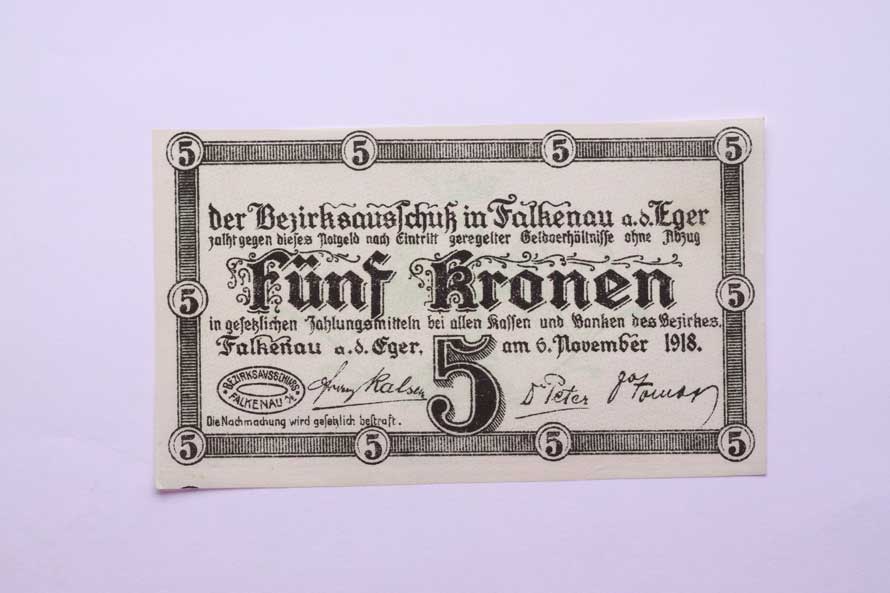 5 5 5 5
der Bezirksausschuß in Falkenau a.d. Eger
zahlt gegen dieses Notgeld nach Eintritt geregelter Geldverhältnisse ohne Abzug
5 Fünf Kronen 5
in gesetzlichen Zahlungsmitteln bei allen Kassen und Banken des Bezirkes.
Falkenau a.d. Eger, 5 am 6. November 1918.
BEZIRKSAUSSCHUSS
FALKENAU a/E
Dr Peter
Die Nachmachung wird gesetzlich bestraft.
5 5 5 5